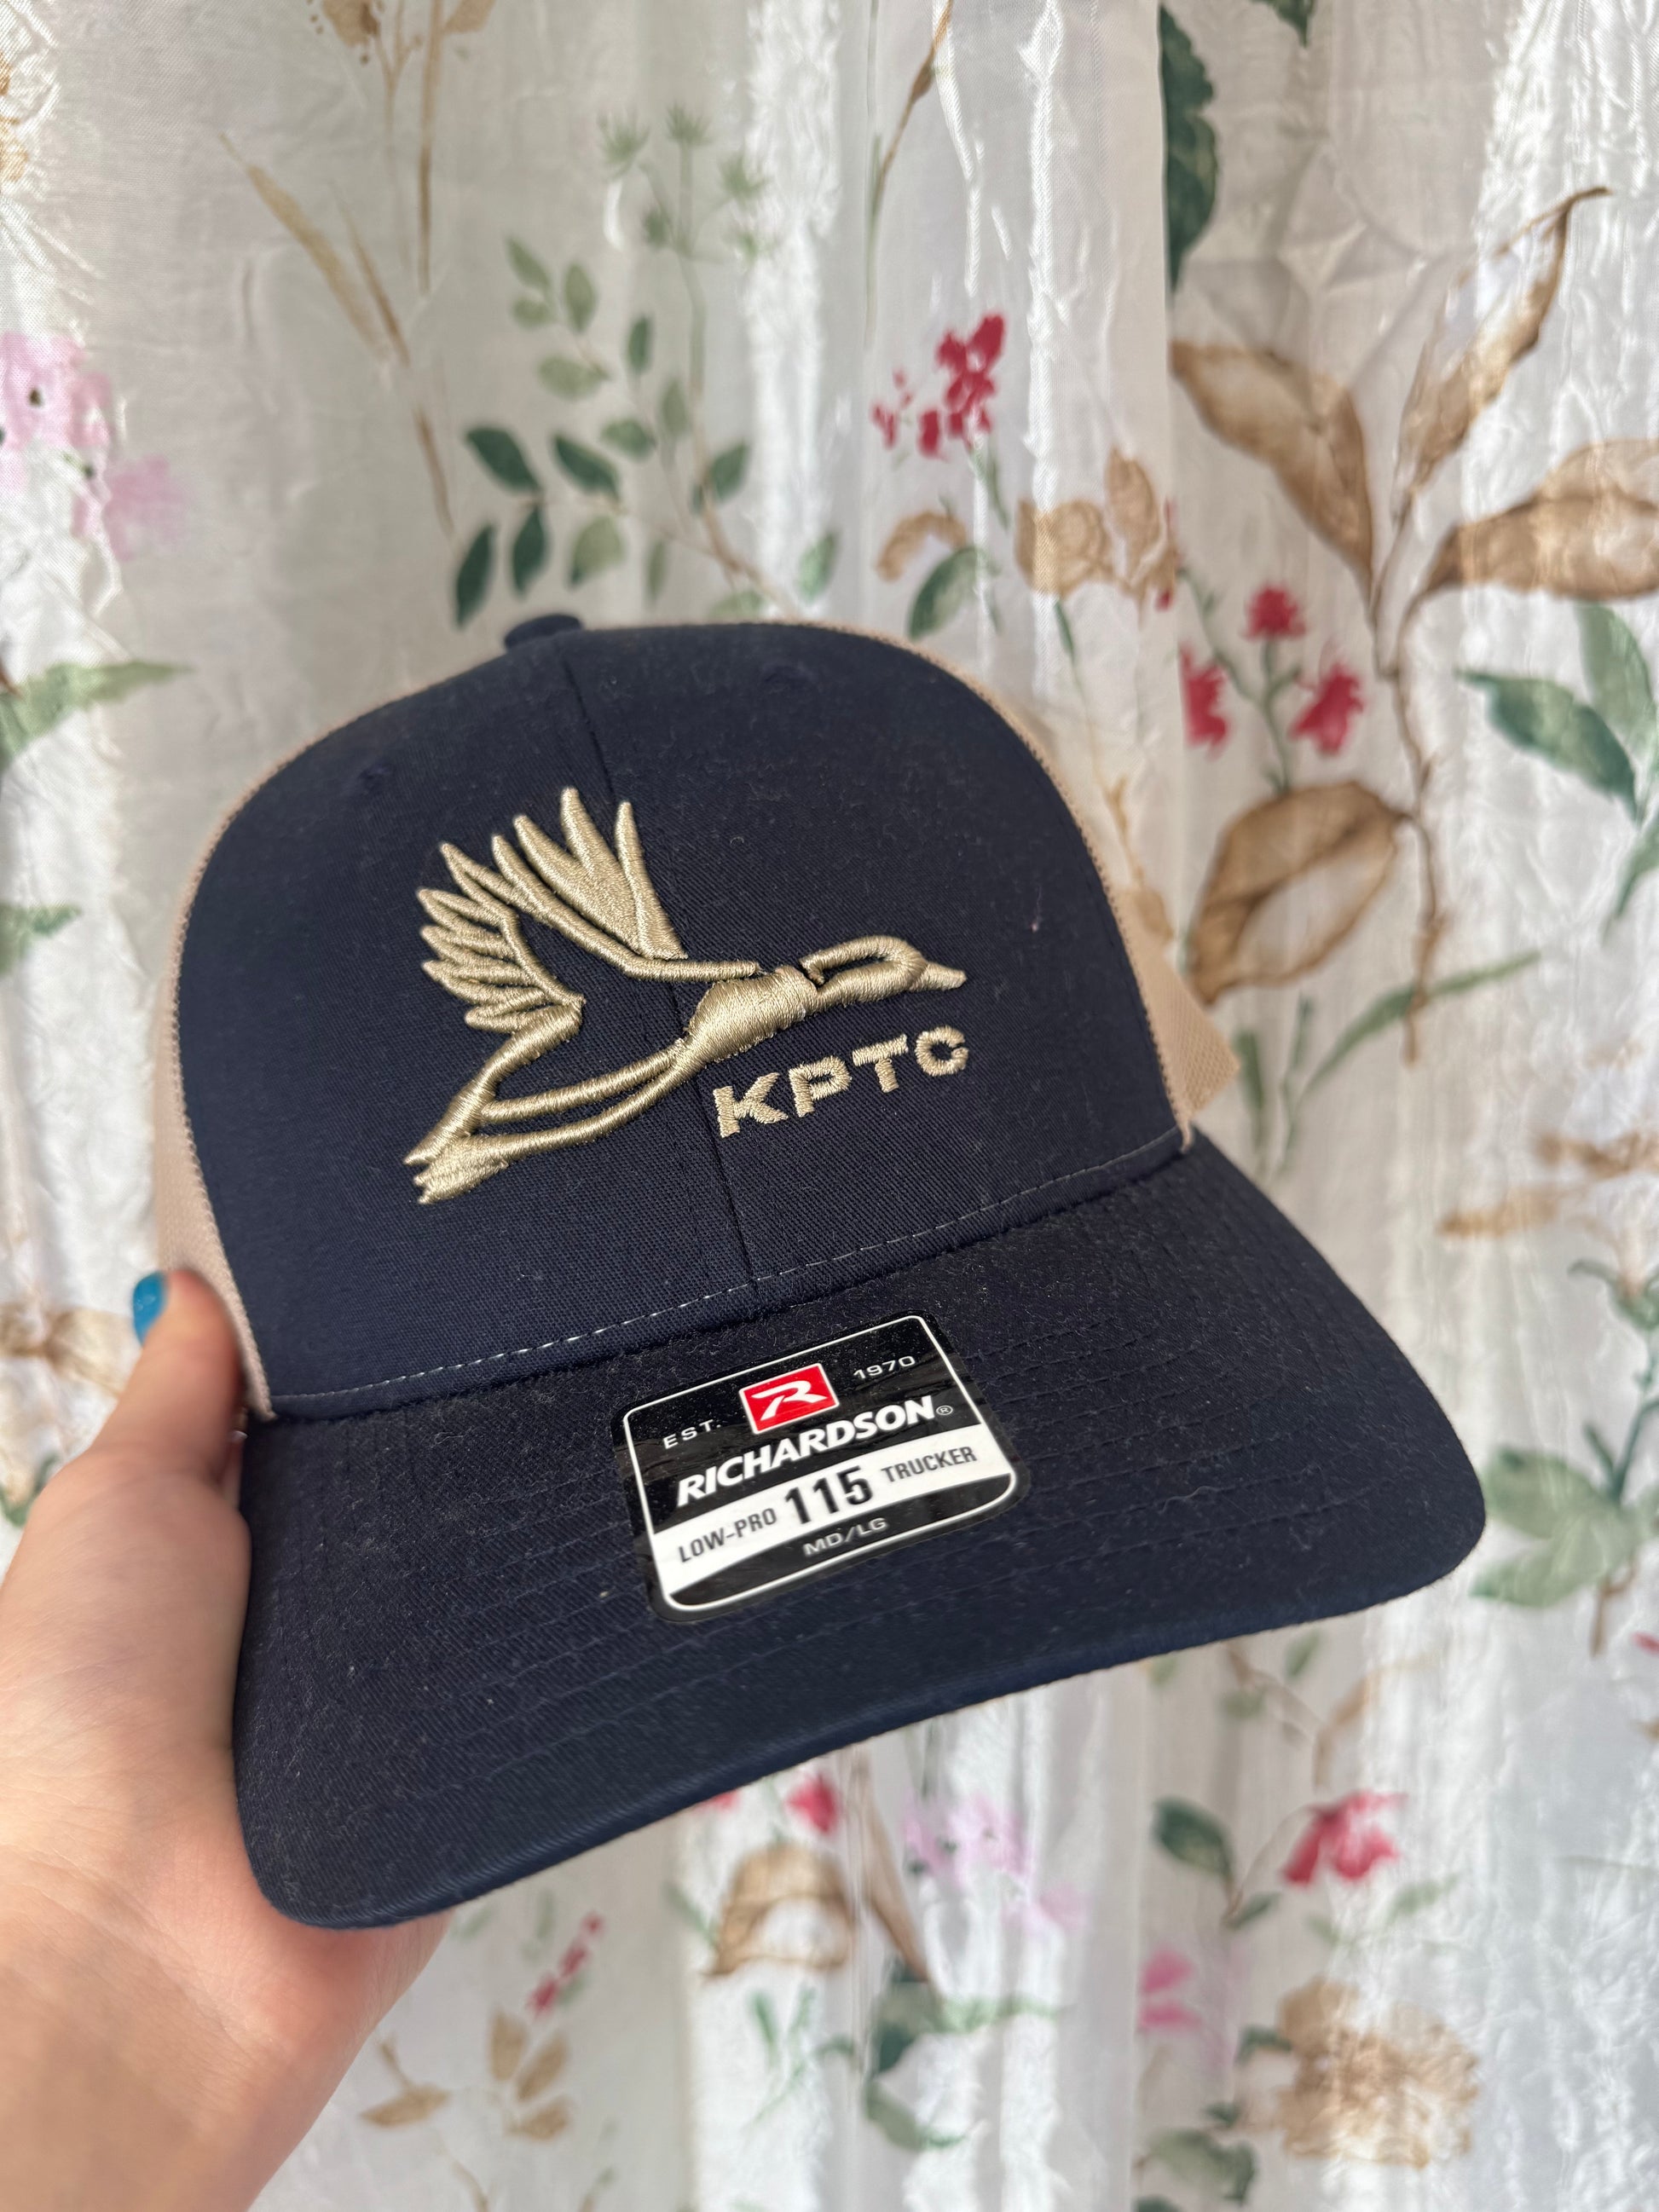 KPTC
EST. R 1970
RICHARDSON®
LOW-PRO 115 TRUCKER
MD/LG